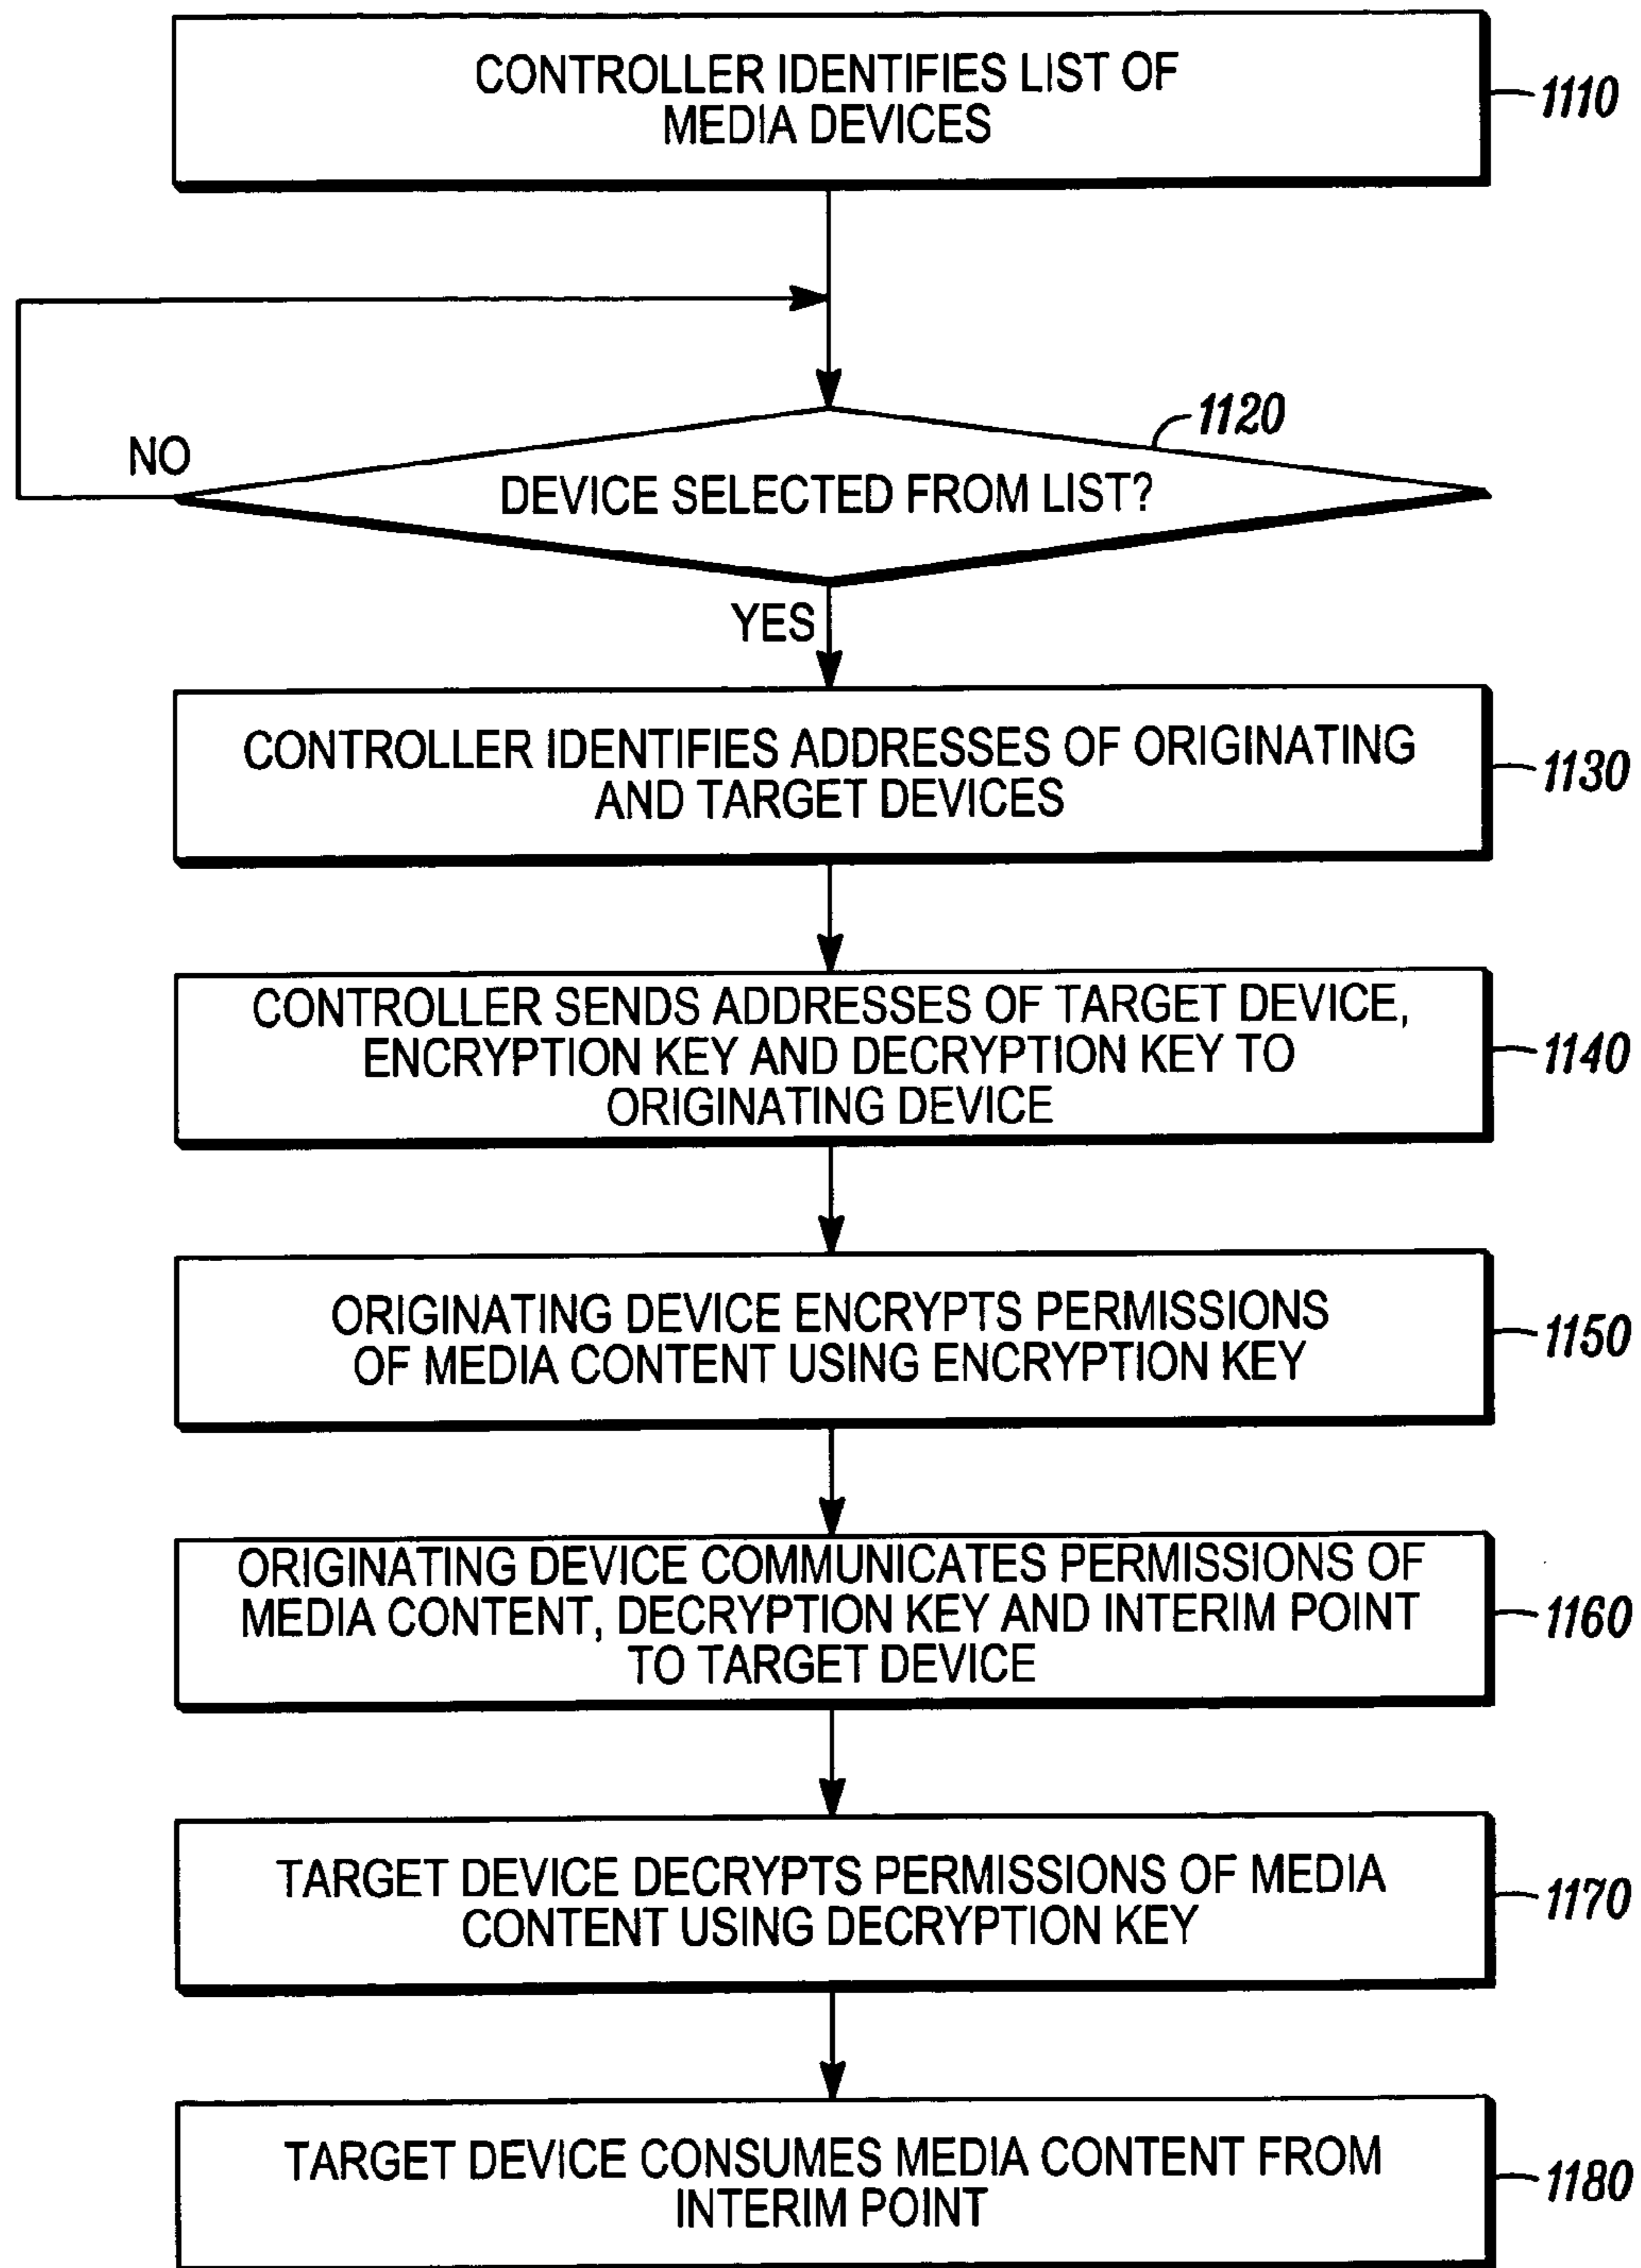 CONTROLLER IDENTIFIES LIST OF
MEDIA DEVICES
1110
1120
NO
DEVICE SELECTED FROM LIST?
YES
CONTROLLER IDENTIFIES ADDRESSES OF ORIGINATING
AND TARGET DEVICES
1130
CONTROLLER SENDS ADDRESSES OF TARGET DEVICE,
ENCRYPTION KEY AND DECRYPTION KEY TO
ORIGINATING DEVICE
1140
ORIGINATING DEVICE ENCRYPTS PERMISSIONS
OF MEDIA CONTENT USING ENCRYPTION KEY
1150
ORIGINATING DEVICE COMMUNICATES PERMISSIONS OF
MEDIA CONTENT, DECRYPTION KEY AND INTERIM POINT
TO TARGET DEVICE
1160
TARGET DEVICE DECRYPTS PERMISSIONS OF MEDIA
CONTENT USING DECRYPTION KEY
1170
TARGET DEVICE CONSUMES MEDIA CONTENT FROM
INTERIM POINT
1180